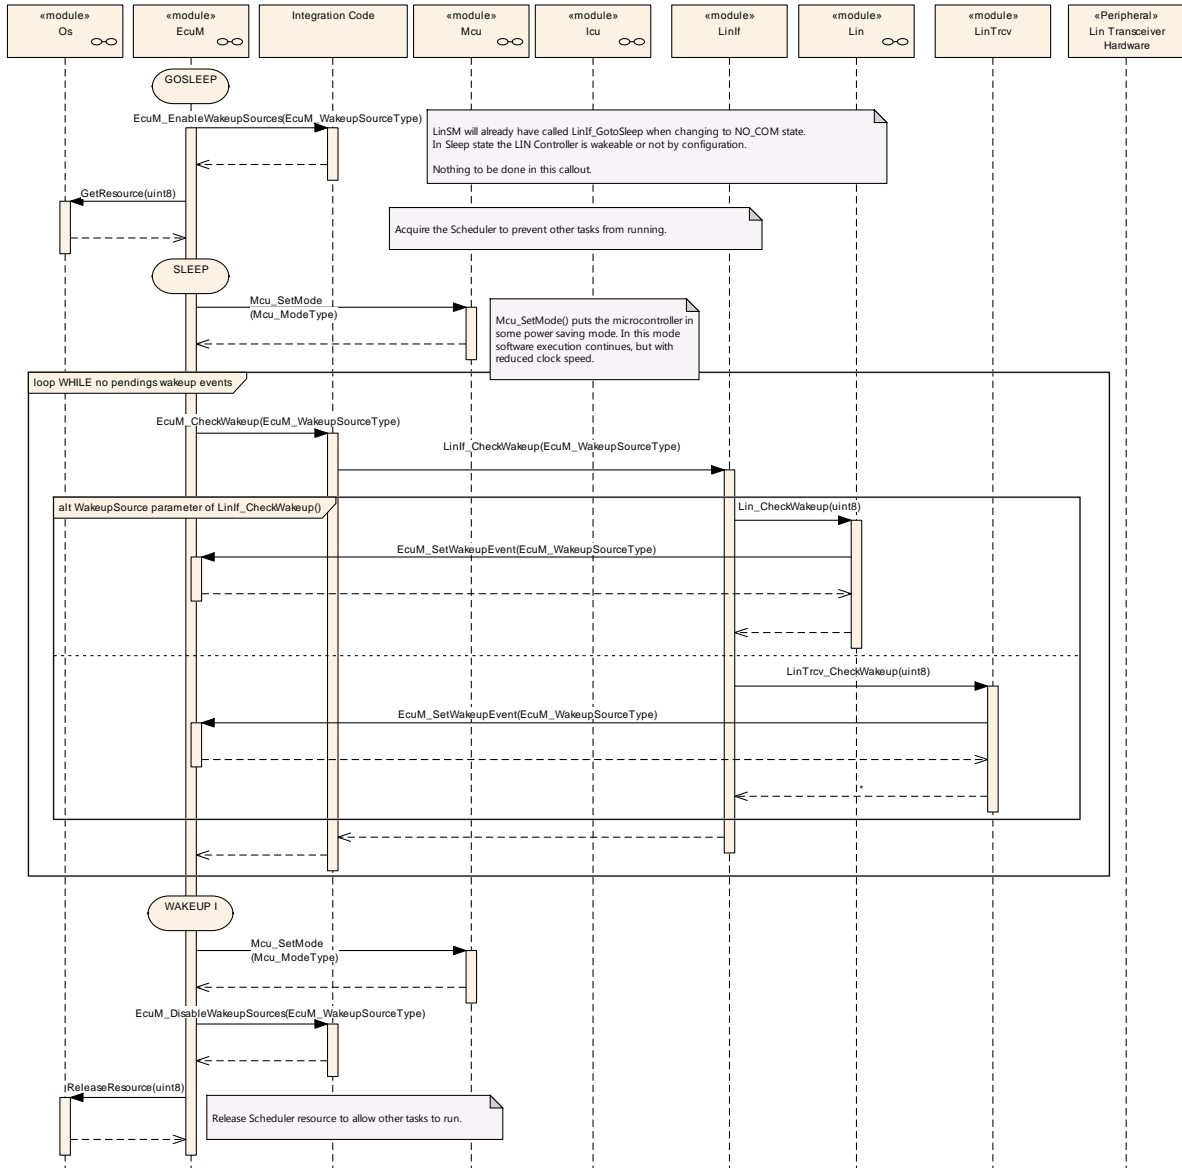 «module»
Os
«module»
EcuM
Integration Code
«module»
Mcu
«module»
Icu
«module»
LinIf
«module»
Lin
«module»
LinTrcv
«Peripheral»
Lin Transceiver
Hardware
GOSLEEP
EcuM_EnableWakeupSources(EcuM_WakeupSourceType)
LinSM will already have called LinIf_GotoSleep when changing to NO_COM state.
In Sleep state the LIN Controller is wakeable or not by configuration.
Nothing to be done in this callout.
GetResource(uint8)
Acquire the Scheduler to prevent other tasks from running.
SLEEP
Mcu_SetMode
(Mcu_ModeType)
Mcu_SetMode() puts the microcontroller in
some power saving mode. In this mode
software execution continues, but with
reduced clock speed.
loop WHILE no pendings wakeup events
EcuM_CheckWakeup(EcuM_WakeupSourceType)
LinIf_CheckWakeup(EcuM_WakeupSourceType)
alt WakeupSource parameter of LinIf_CheckWakeup()
Lin_CheckWakeup(uint8)
EcuM_SetWakeupEvent(EcuM_WakeupSourceType)
LinTrcv_CheckWakeup(uint8)
EcuM_SetWakeupEvent(EcuM_WakeupSourceType)
*
WAKEUP I
Mcu_SetMode
(Mcu_ModeType)
EcuM_DisableWakeupSources(EcuM_WakeupSourceType)
ReleaseResource(uint8)
Release Scheduler resource to allow other tasks to run.